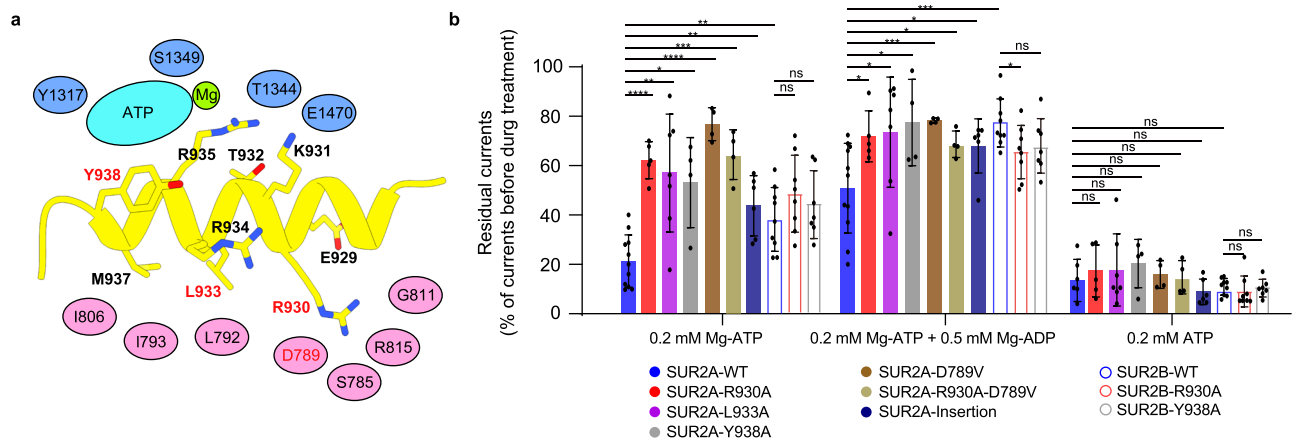 a
S1349
Y1317
ATP
Mg
T1344
E1470
R935
T932
K931
Y938
R934
E929
M937
L933
R930
G811
I806
I793
L792
D789
R815
S785
b
Residual currents
(% of currents before durg treatment)
100
80
60
40
20
0
**
**
***
****
*
**
****
ns
ns
***
*
*
***
*
*
*
ns
*
ns
ns
ns
ns
ns
ns
ns
ns
ns
0.2 mM Mg-ATP
0.2 mM Mg-ATP + 0.5 mM Mg-ADP
0.2 mM ATP
SUR2A-WT
SUR2A-R930A
SUR2A-L933A
SUR2A-Y938A
SUR2A-D789V
SUR2A-R930A-D789V
SUR2A-Insertion
SUR2B-WT
SUR2B-R930A
SUR2B-Y938A